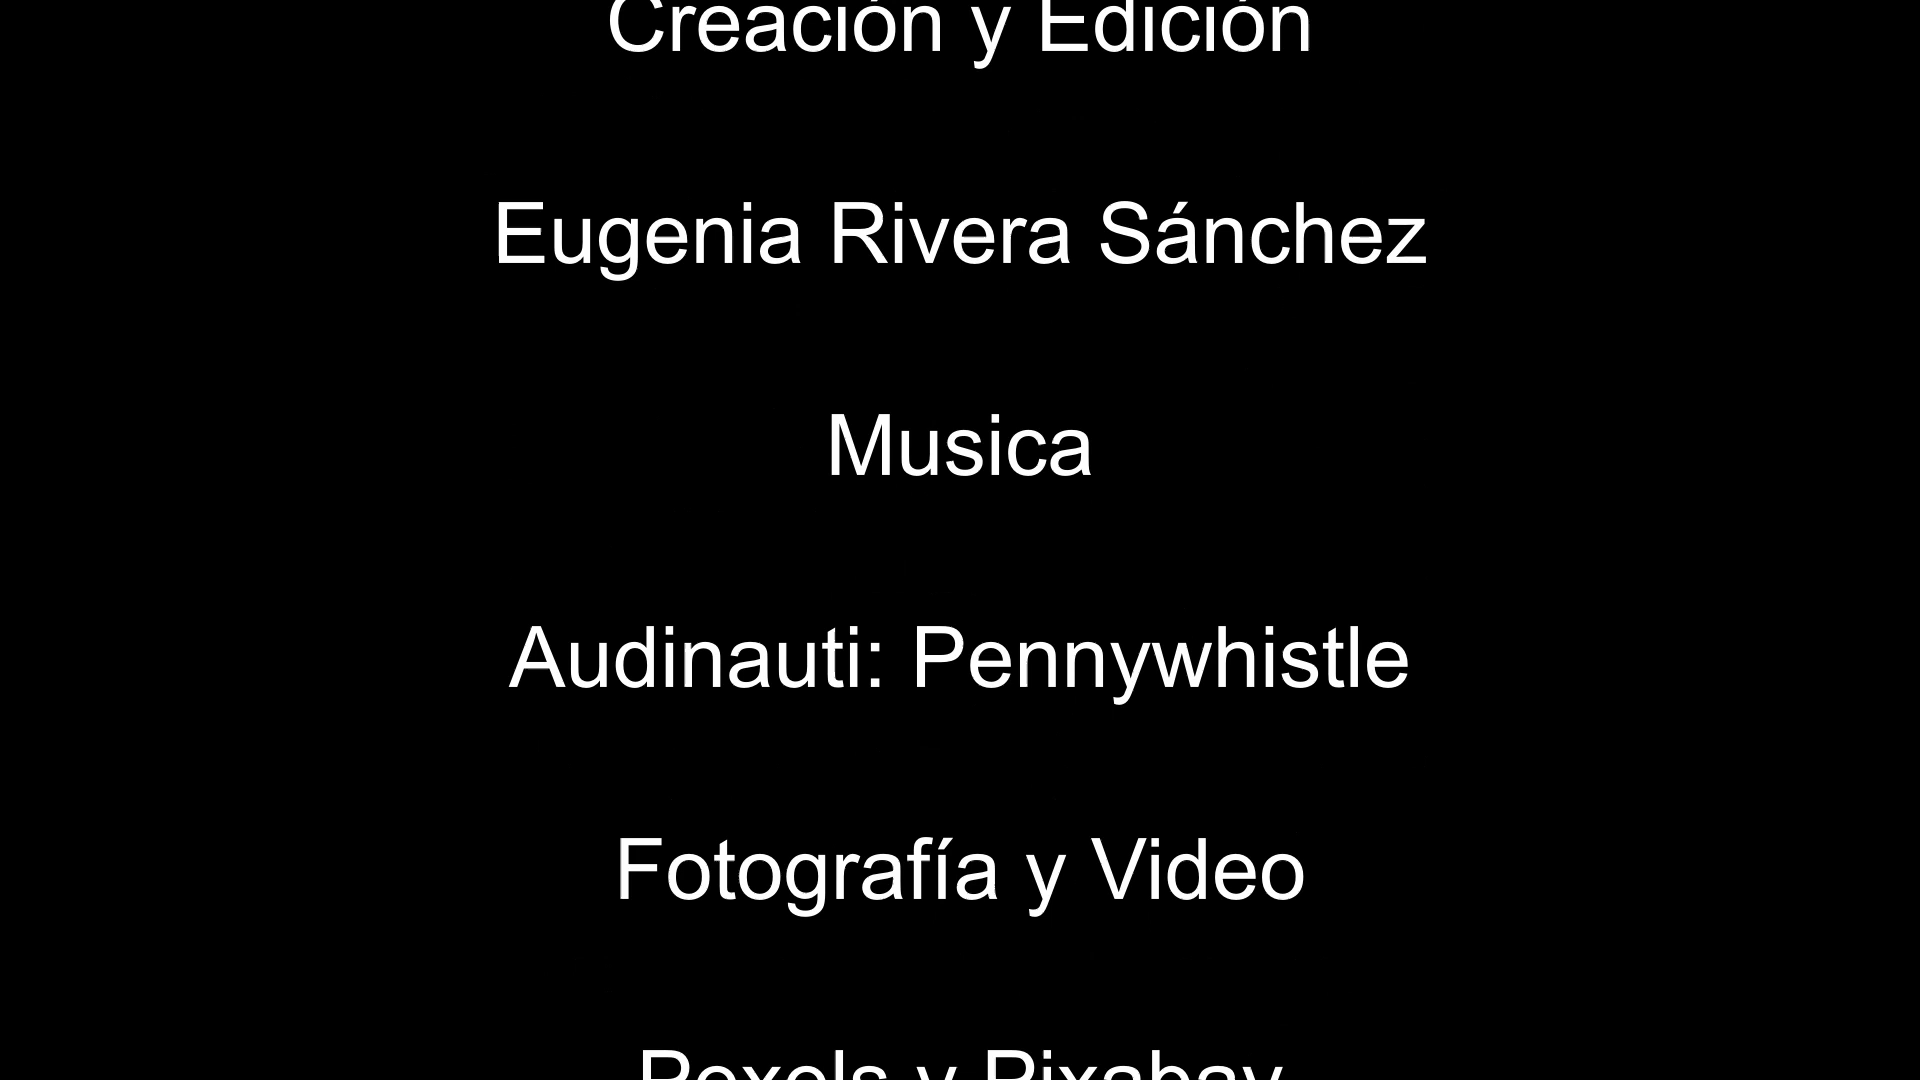 Creación y Edición
Eugenia Rivera Sánchez
Musica
Audinauti: Pennywhistle
Fotografía y Video
Pexels y Pixabay